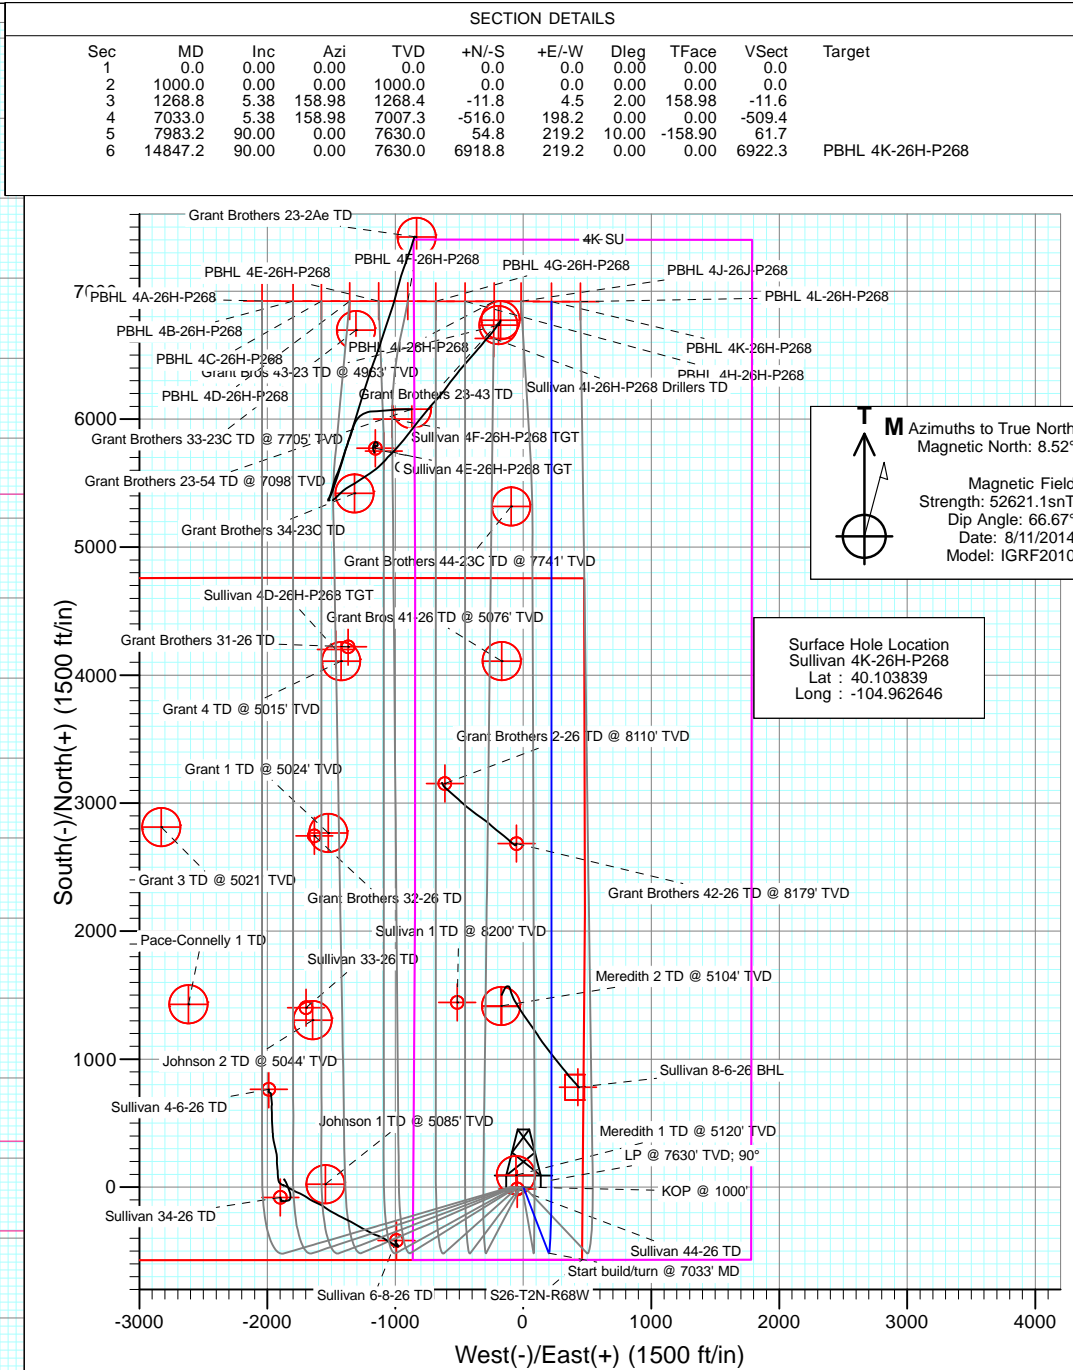 SECTION DETAILS
Sec MD Inc Azi TVD +N/-S +E/-W Dleg TFace VSect Target
1 0.0 0.00 0.00 0.0 0.0 0.0 0.00 0.00 0.0
2 1000.0 0.00 0.00 1000.0 0.0 0.0 0.00 0.00 0.0
3 1268.8 5.38 158.98 1268.4 -11.8 4.5 2.00 158.98 -11.6
4 7033.0 5.38 158.98 7007.3 -516.0 198.2 0.00 0.00 -509.4
5 7983.2 90.00 0.00 7630.0 54.8 219.2 10.00 -158.90 61.7
6 14847.2 90.00 0.00 7630.0 6918.8 219.2 0.00 0.00 6922.3 PBHL 4K-26H-P268
Grant Brothers 23-2Ae TD
4K SU
PBHL 4F-26H-P268
PBHL 4E-26H-P268
PBHL 4G-26H-P268
PBHL 4J-26J-P268
PBHL 4A-26H-P268
PBHL 4L-26H-P268
PBHL 4B-26H-P268
PBHL 4I-26H-P268
PBHL 4K-26H-P268
PBHL 4C-26H-P268
Grant Bros 43-23 TD @ 4963' TVD
PBHL 4H-26H-P268
PBHL 4D-26H-P268
Grant Brothers 23-43 TD
Sullivan 4I-26H-P268 Drillers TD
Grant Brothers 33-23C TD @ 7705' TVD
Sullivan 4F-26H-P268 TGT
Sullivan 4E-26H-P268 TGT
Grant Brothers 23-54 TD @ 7098' TVD
Grant Brothers 34-23C TD
Grant Brothers 44-23C TD @ 7741' TVD
T
M Azimuths to True North
Magnetic North: 8.52°
Magnetic Field
Strength: 52621.1snT
Dip Angle: 66.67°
Date: 8/11/2014
Model: IGRF2010
Sullivan 4D-26H-P268 TGT
Grant Bros 41-26 TD @ 5076' TVD
Grant Brothers 31-26 TD
Grant 4 TD @ 5015' TVD
Surface Hole Location
Sullivan 4K-26H-P268
Lat : 40.103839
Long : -104.962646
Grant Brothers 2-26 TD @ 8110' TVD
Grant 1 TD @ 5024' TVD
Grant 3 TD @ 5021' TVD
Grant Brothers 32-26 TD
Grant Brothers 42-26 TD @ 8179' TVD
Sullivan 1 TD @ 8200' TVD
Pace-Connelly 1 TD
Sullivan 33-26 TD
Meredith 2 TD @ 5104' TVD
Johnson 2 TD @ 5044' TVD
Sullivan 8-6-26 BHL
Sullivan 4-6-26 TD
Johnson 1 TD @ 5085' TVD
Meredith 1 TD @ 5120' TVD
LP @ 7630' TVD; 90°
KOP @ 1000'
Sullivan 34-26 TD
Sullivan 44-26 TD
Start build/turn @ 7033' MD
Sullivan 6-8-26 TD
S26-T2N-R68W
South(-)/North(+) (1500 ft/in)
7000
6000
5000
4000
3000
2000
1000
0
-3000 -2000 -1000 0 1000 2000 3000 4000
West(-)/East(+) (1500 ft/in)